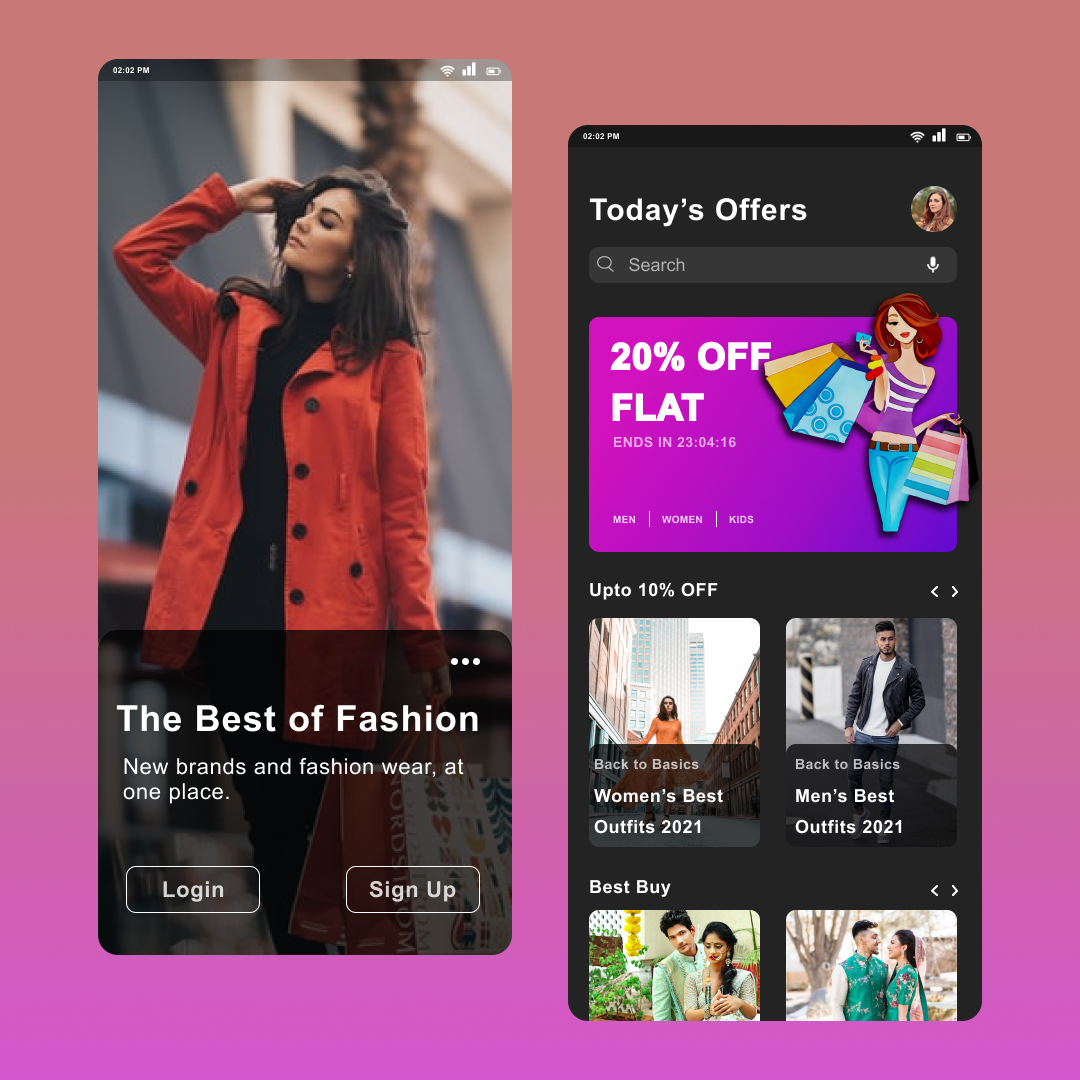 02:02 PM
The Best of Fashion
New brands and fashion wear, at
one place.
Login
Sign Up
02:02 PM
Today’s Offers
Search
20% OFF
FLAT
ENDS IN 23:04:16
MEN
WOMEN
KIDS
Upto 10% OFF
Back to Basics
Women’s Best
Outfits 2021
Back to Basics
Men’s Best
Outfits 2021
Best Buy